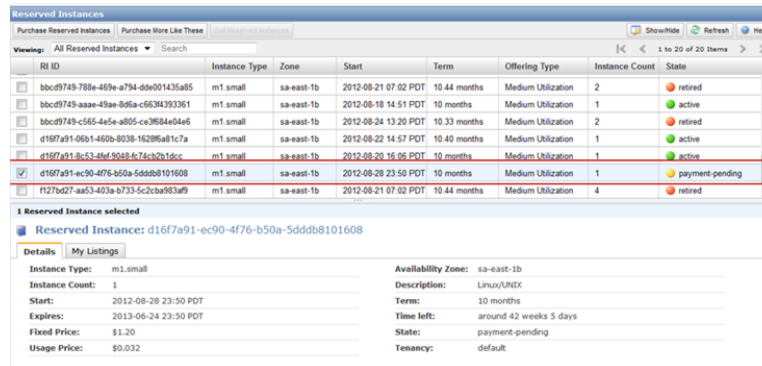 Reserved Instances
Purchase Reserved Instances Purchase More Like These Sell Reserved Instances Show/Hide Refresh He
Viewing: All Reserved Instances Search 1 to 20 of 20 Items
RI ID Instance Type Zone Start Term Offering Type Instance Count State
bbcd9749-788e-469e-a794-dde001435a85 m1.small sa-east-1b 2012-08-21 07:02 PDT 10.44 months Medium Utilization 2 retired
bbcd9749-aaae-49ae-8d6a-c663f4393361 m1.small sa-east-1b 2012-08-18 14:51 PDT 10 months Medium Utilization 1 active
bbcd9749-c565-4e5e-a805-ce3f684e04e6 m1.small sa-east-1b 2012-08-24 13:20 PDT 10.33 months Medium Utilization 2 retired
d16f7a91-06b1-460b-8038-1628f6a81c7a m1.small sa-east-1b 2012-08-22 14:57 PDT 10.40 months Medium Utilization 1 active
d16f7a91-8c53-4fef-9048-fc74cb2b1dcc m1.small sa-east-1b 2012-08-20 16:06 PDT 10 months Medium Utilization 1 active
d16f7a91-ec90-4f76-b50a-5dddb8101608 m1.small sa-east-1b 2012-08-28 23:50 PDT 10 months Medium Utilization 1 payment-pending
f127bd27-aa53-403a-b733-5c2cba983af9 m1.small sa-east-1b 2012-08-21 07:02 PDT 10.44 months Medium Utilization 4 retired
1 Reserved Instance selected
Reserved Instance: d16f7a91-ec90-4f76-b50a-5dddb8101608
Details My Listings
Instance Type: m1.small Availability Zone: sa-east-1b
Instance Count: 1 Description: Linux/UNIX
Start: 2012-08-28 23:50 PDT Term: 10 months
Expires: 2013-06-24 23:50 PDT Time left: around 42 weeks 5 days
Fixed Price: $1.20 State: payment-pending
Usage Price: $0.032 Tenancy: default